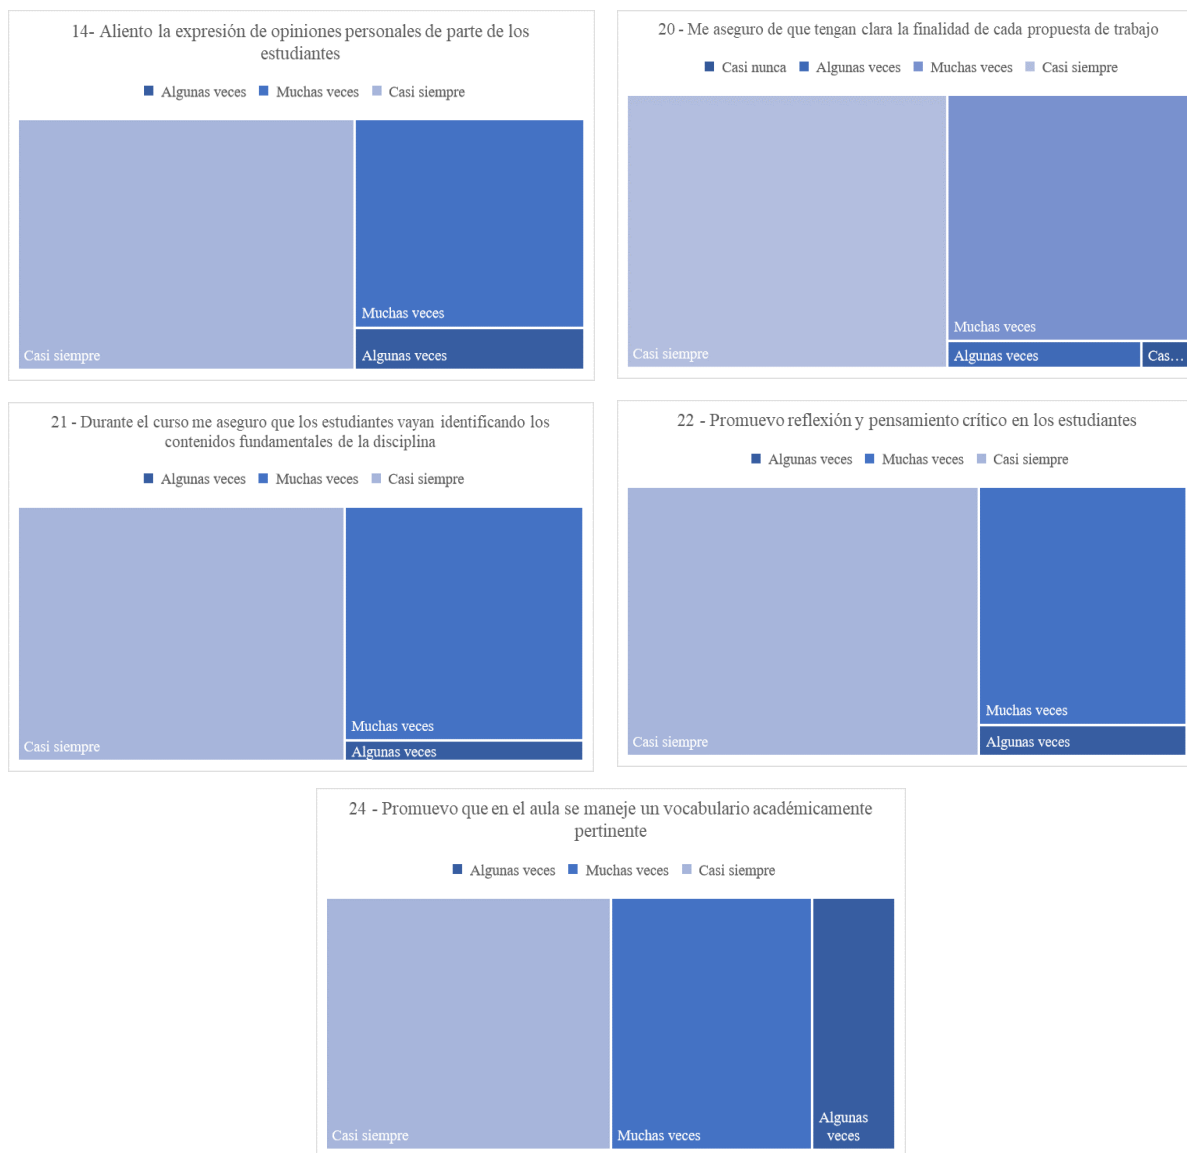 14- Aliento la expresión de opiniones personales de parte de los
estudiantes
Algunas veces Muchas veces Casi siempre
Casi siempre
Muchas veces
Algunas veces
20 - Me aseguro de que tengan clara la finalidad de cada propuesta de trabajo
Casi nunca Algunas veces Muchas veces Casi siempre
Casi siempre
Muchas veces
Algunas veces
Cas...
21 - Durante el curso me aseguro que los estudiantes vayan identificando los
contenidos fundamentales de la disciplina
Algunas veces Muchas veces Casi siempre
Casi siempre
Muchas veces
Algunas veces
22 - Promuevo reflexión y pensamiento crítico en los estudiantes
Algunas veces Muchas veces Casi siempre
Casi siempre
Muchas veces
Algunas veces
24 - Promuevo que en el aula se maneje un vocabulario académicamente
pertinente
Algunas veces Muchas veces Casi siempre
Casi siempre
Muchas veces
Algunas
veces